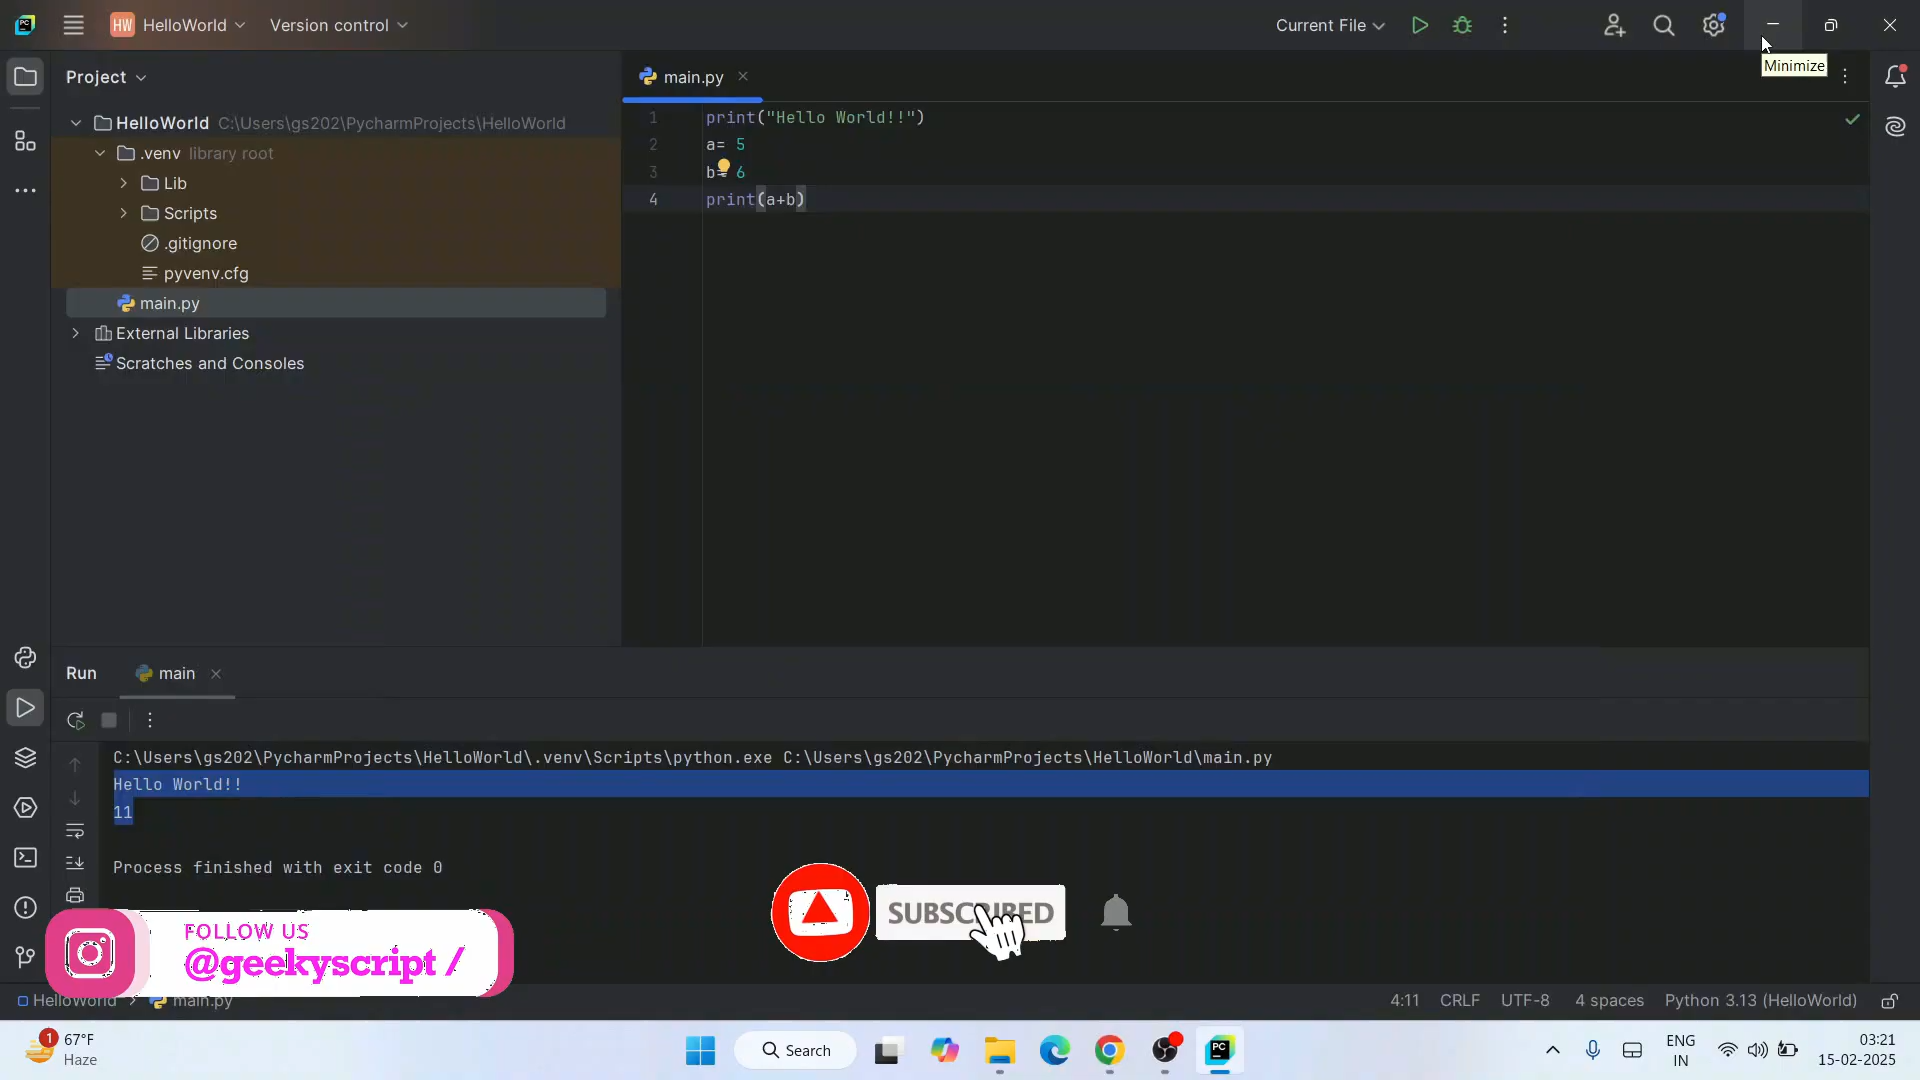 PC
HW HelloWorld
Version control
Current File
Minimize
Project
main.py
HelloWorld C:\Users\gs202\PycharmProjects\HelloWorld
.venv library root
Lib
Scripts
.gitignore
pyvenv.cfg
main.py
External Libraries
Scratches and Consoles
1 print("Hello World!!")
2 a= 5
3 b= 6
4 print(a+b)
Run main
C:\Users\gs202\PycharmProjects\HelloWorld\.venv\Scripts\python.exe C:\Users\gs202\PycharmProjects\HelloWorld\main.py
Hello World!!
11
Process finished with exit code 0
FOLLOW US
@geekyscript /
SUBSCRIBED
HelloWorld > main.py
4:11 CRLF UTF-8 4 spaces Python 3.13 (HelloWorld)
1
67°F
Haze
Search
PC
ENG
IN
03:21
15-02-2025